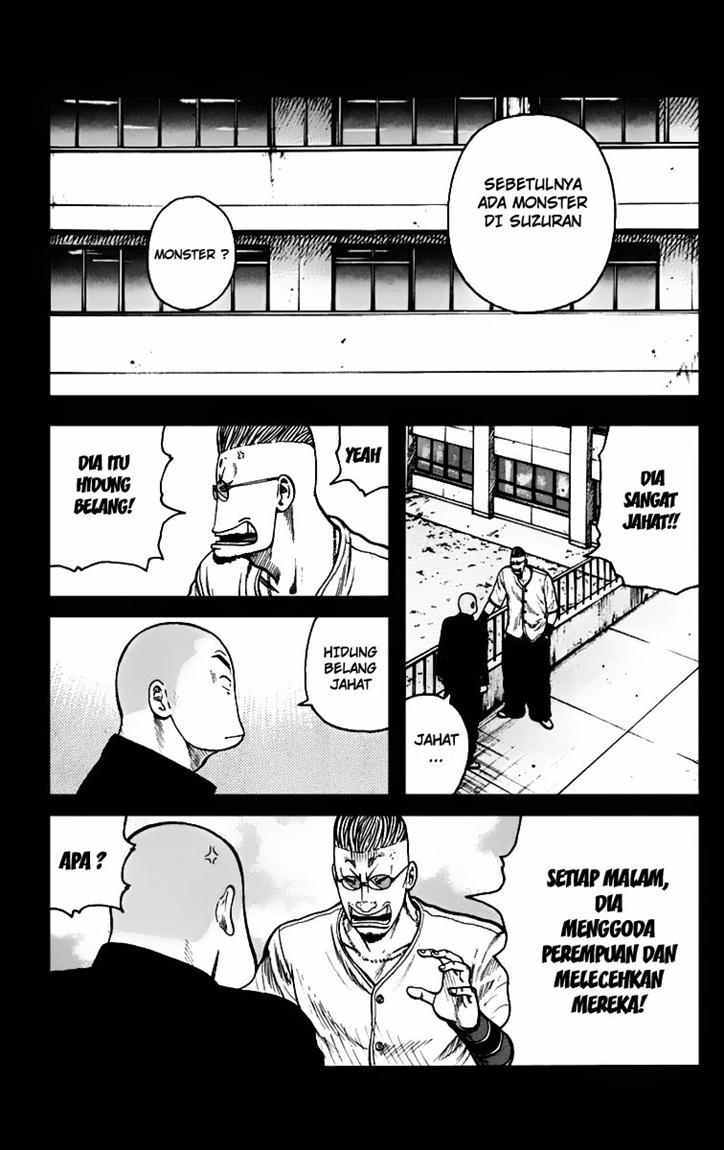 SEBETULNYA
ADA MONSTER
DI SUZURAN
MONSTER ?
DIA
SANGAT
JAHAT!!
JAHAT
...
YEAH
DIA ITU
HIDUNG
BELANG!
HIDUNG
BELANG
JAHAT
SETIAP MALAM,
DIA
MENGGODA
PEREMPUAN DAN
MELECEHKAN
MEREKA!
APA ?